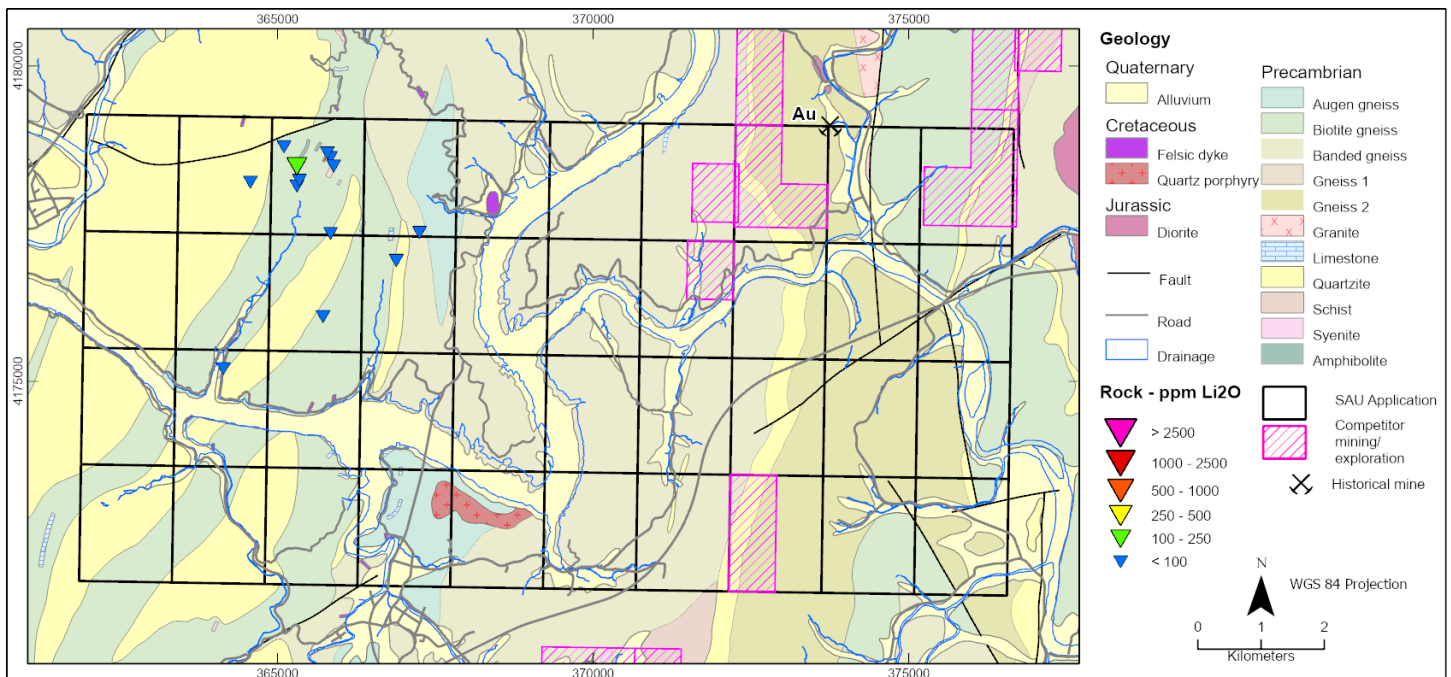 365000
370000
375000
4180000
4175000
Au
365000
370000
375000
Geology
Quaternary
Alluvium
Cretaceous
Felsic dyke
Quartz porphyry
Jurassic
Diorite
Fault
Road
Drainage
Precambrian
Augen gneiss
Biotite gneiss
Banded gneiss
Gneiss 1
Gneiss 2
Granite
Limestone
Quartzite
Schist
Syenite
Amphibolite
Rock - ppm Li2O
> 2500
1000 - 2500
500 - 1000
250 - 500
100 - 250
< 100
SAU Application
Competitor
mining/
exploration
Historical mine
N
WGS 84 Projection
0 1 2
Kilometers